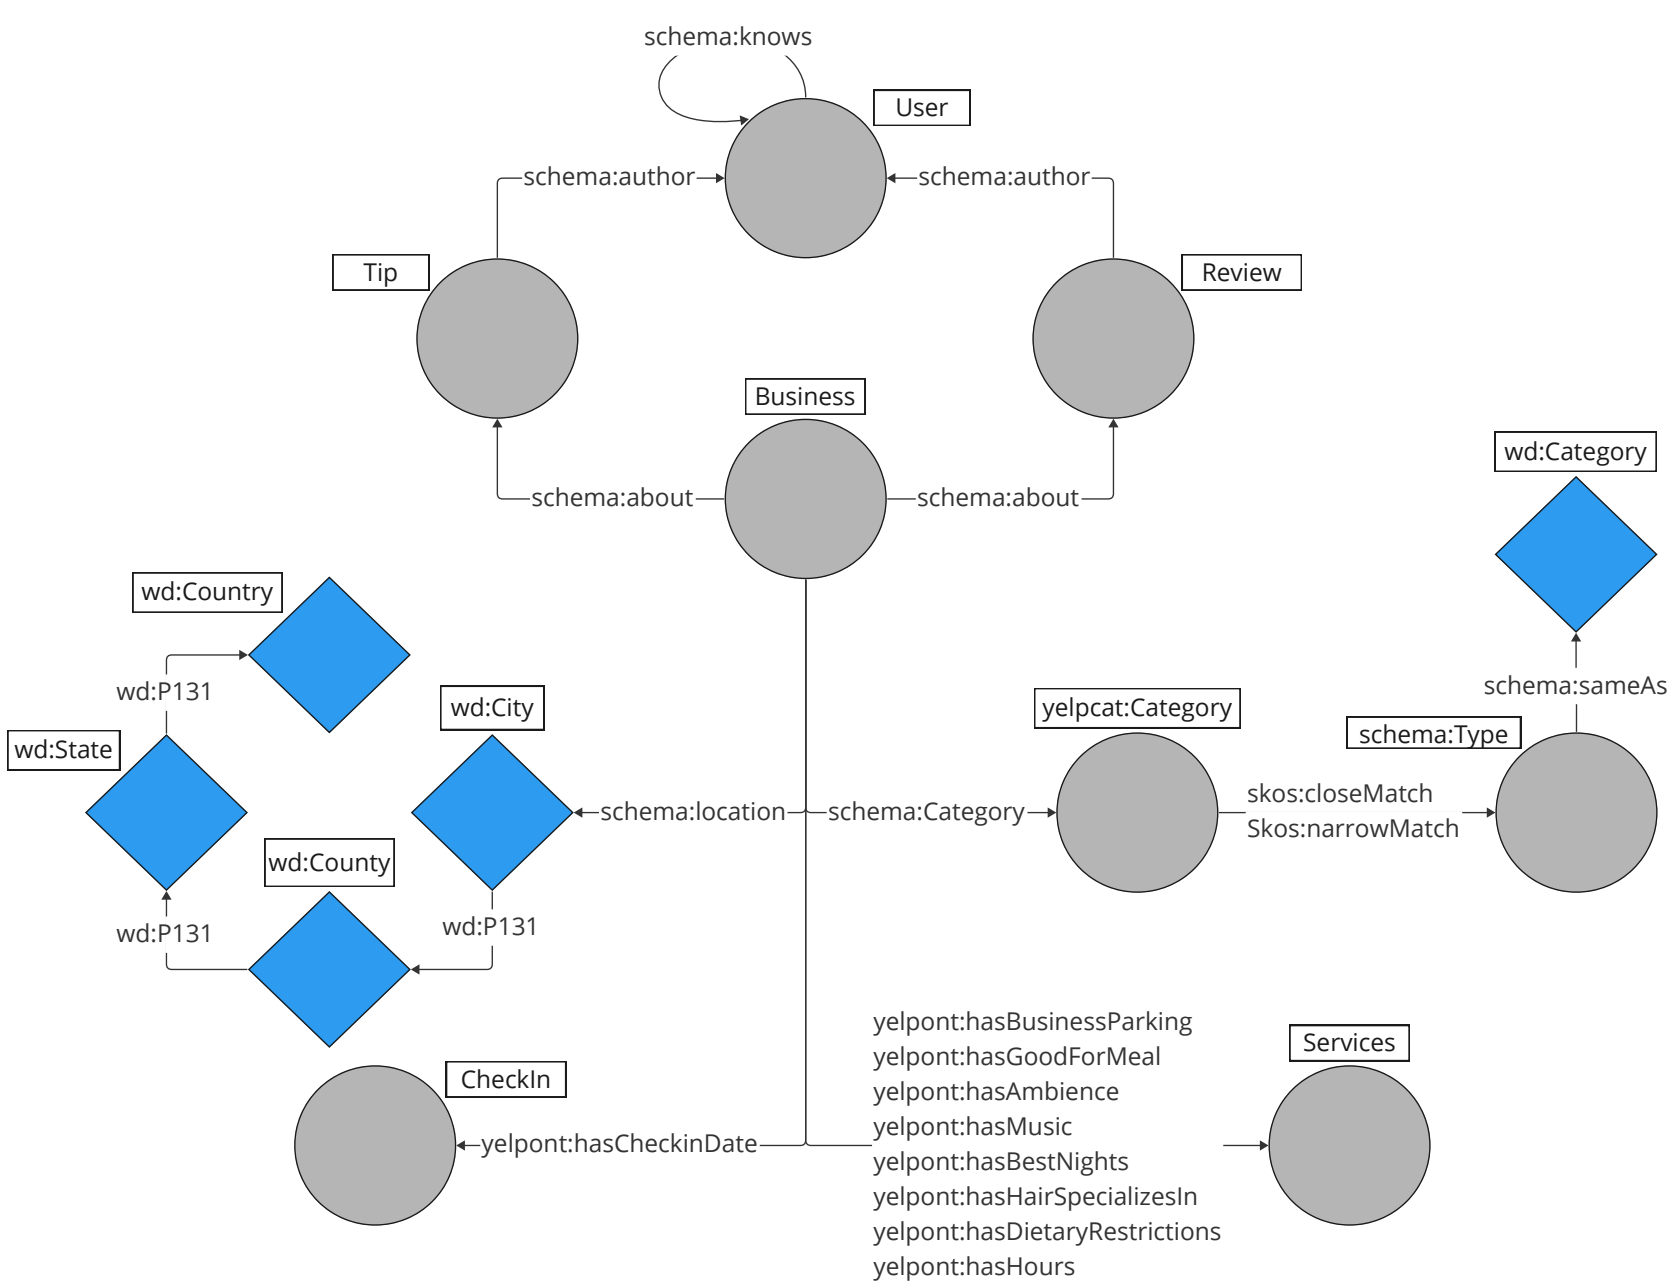 schema:knows
User
schema:author
schema:author
Tip
Review
Business
schema:about
schema:about
wd:Category
wd:Country
schema:sameAs
wd:P131
wd:City
yelpcat:Category
schema:Type
wd:State
skos:closeMatch
Skos:narrowMatch
schema:location
schema:Category
wd:County
wd:P131
wd:P131
yelpont:hasBusinessParking
yelpont:hasGoodForMeal
yelpont:hasAmbience
yelpont:hasMusic
yelpont:hasBestNights
yelpont:hasHairSpecializesIn
yelpont:hasDietaryRestrictions
yelpont:hasHours
Services
CheckIn
yelpont:hasCheckinDate